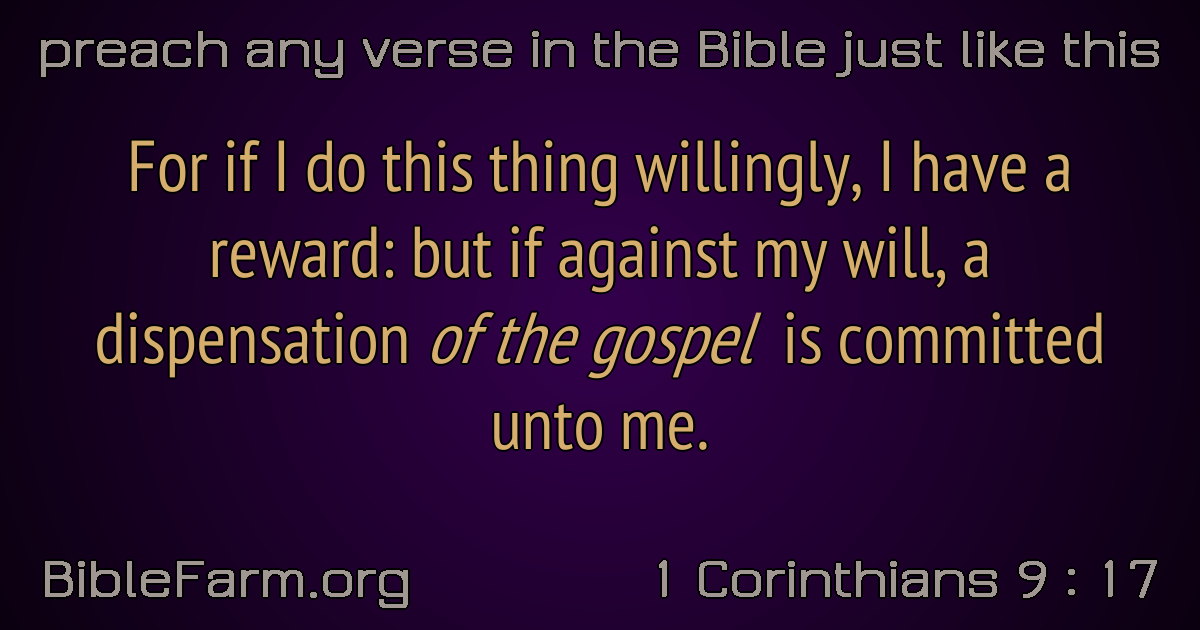 preach any verse in the Bible just like this
For if I do this thing willingly, I have a
reward: but if against my will, a
dispensation of the gospel is committed
unto me.
BibleFarm.org
1 Corinthians 9 : 17